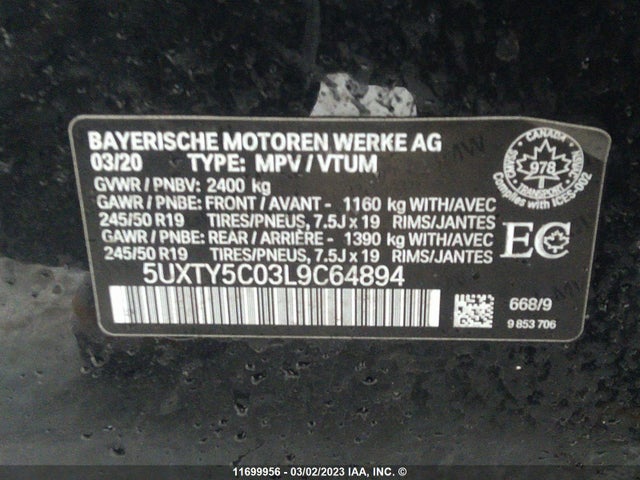 BAYERISCHE MOTOREN WERKE AG
03/20 TYPE: MPV / VTUM
GVWR / PNBV: 2400 kg
GAWR / PNBE: FRONT / AVANT - 1160 kg WITH/AVEC
245/50 R19 TIRES/PNEUS, 7.5J x 19 RIMS/JANTES
GAWR / PNBE: REAR / ARRIÈRE - 1390 kg WITH/AVEC
245/50 R19 TIRES/PNEUS, 7.5J x 19 RIMS/JANTES
5UXTY5C03L9C64894
CANADA
978
TRANSPORT
Complies with ICES-002
EC
668/9
9 853 706
11699956 - 03/02/2023 IAA, INC. ©